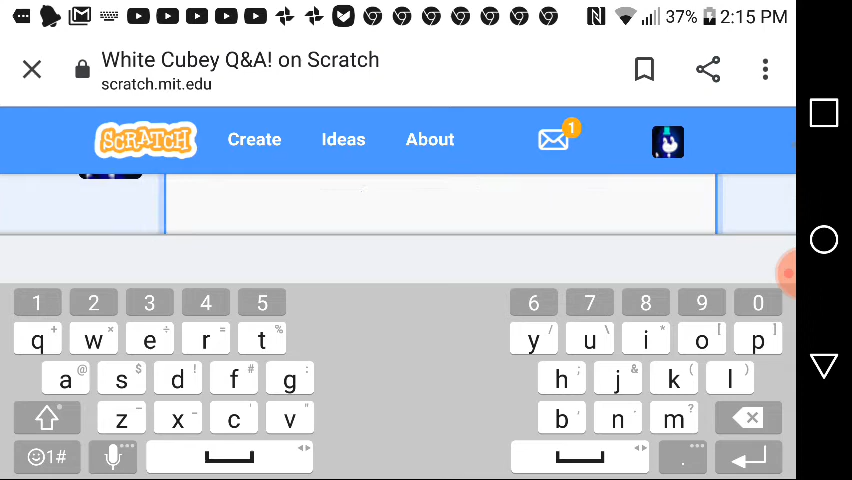 37% 2:15 PM
White Cubey Q&A! on Scratch
scratch.mit.edu
SCRATCH Create Ideas About 1
1 2 3 4 5 6 7 8 9 0
q + w × e ÷ r = t % y / u \ i * o [ p ]
a @ s $ d ! f # g : h ; j & k ( l )
z - x _ c ' v " b , n . m ?
1# .